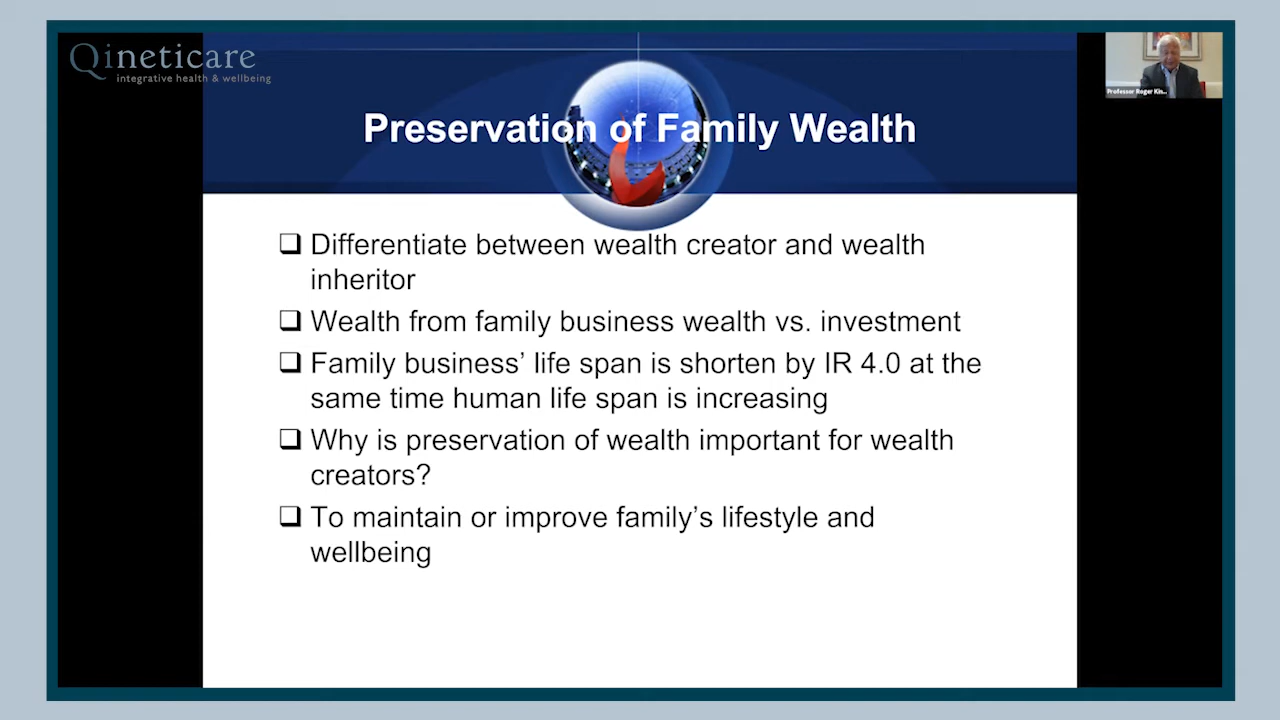 Qineticare
integrative health & wellbeing
Professor Roger Kin...
Preservation of Family Wealth
❑ Differentiate between wealth creator and wealth
inheritor
❑ Wealth from family business wealth vs. investment
❑ Family business’ life span is shorten by IR 4.0 at the
same time human life span is increasing
❑ Why is preservation of wealth important for wealth
creators?
❑ To maintain or improve family’s lifestyle and
wellbeing